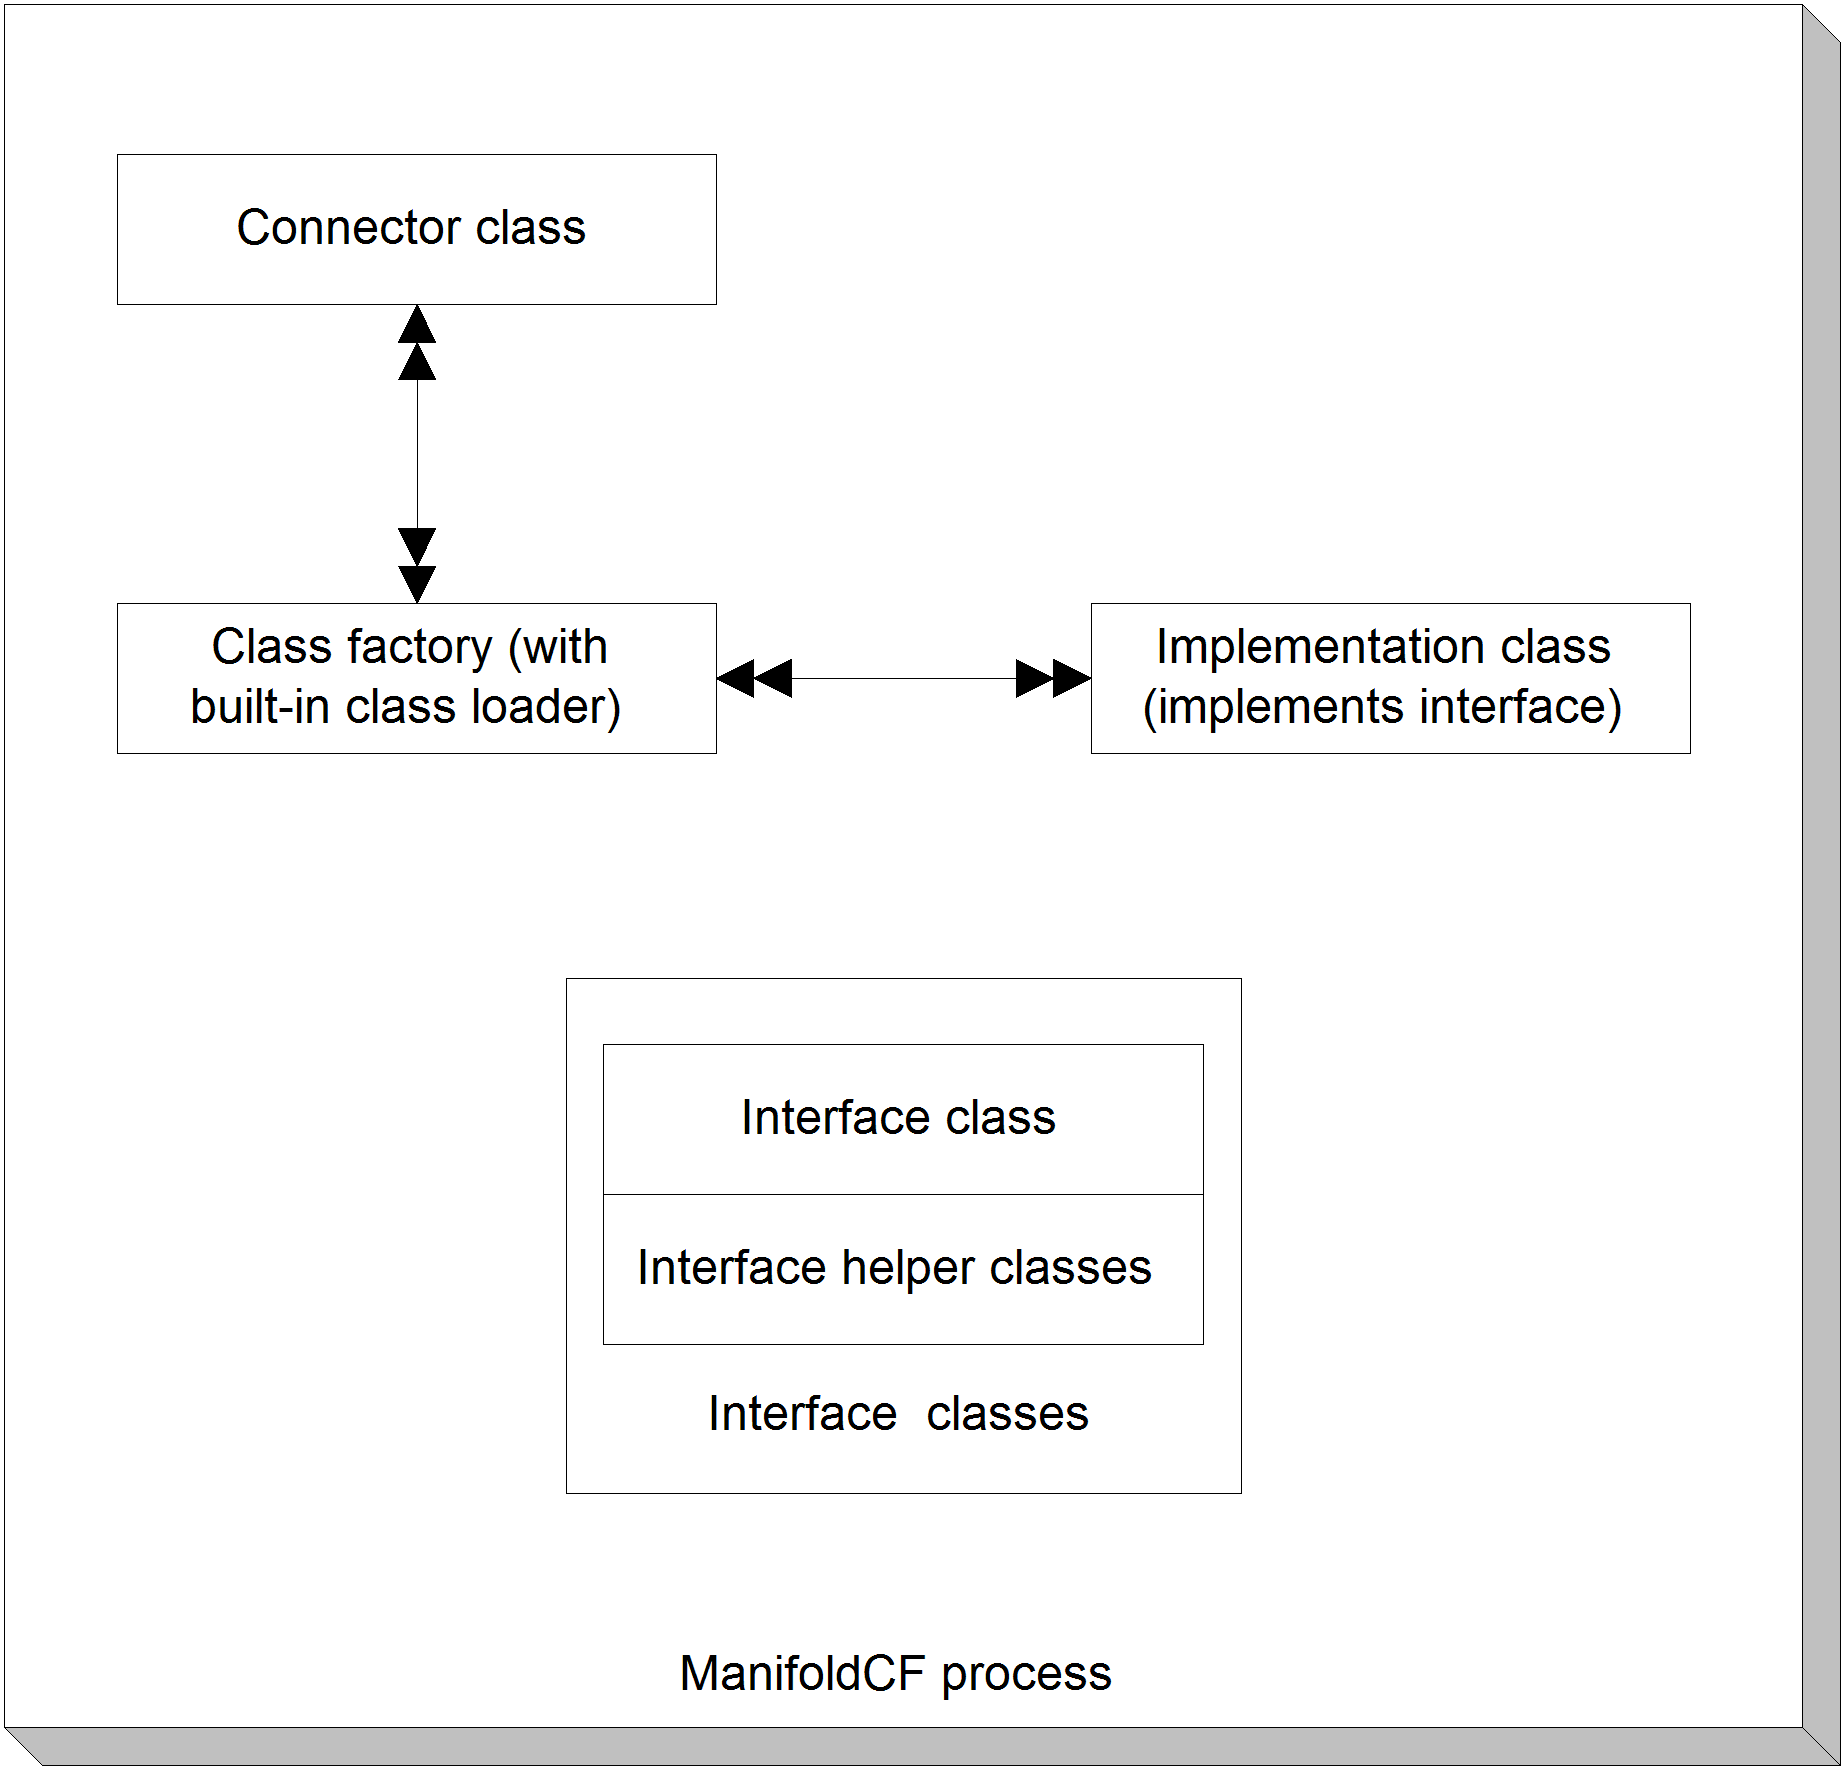 Connector class
Class factory (with
built-in class loader)
Implementation class
(implements interface)
Interface class
Interface helper classes
Interface  classes
ManifoldCF process